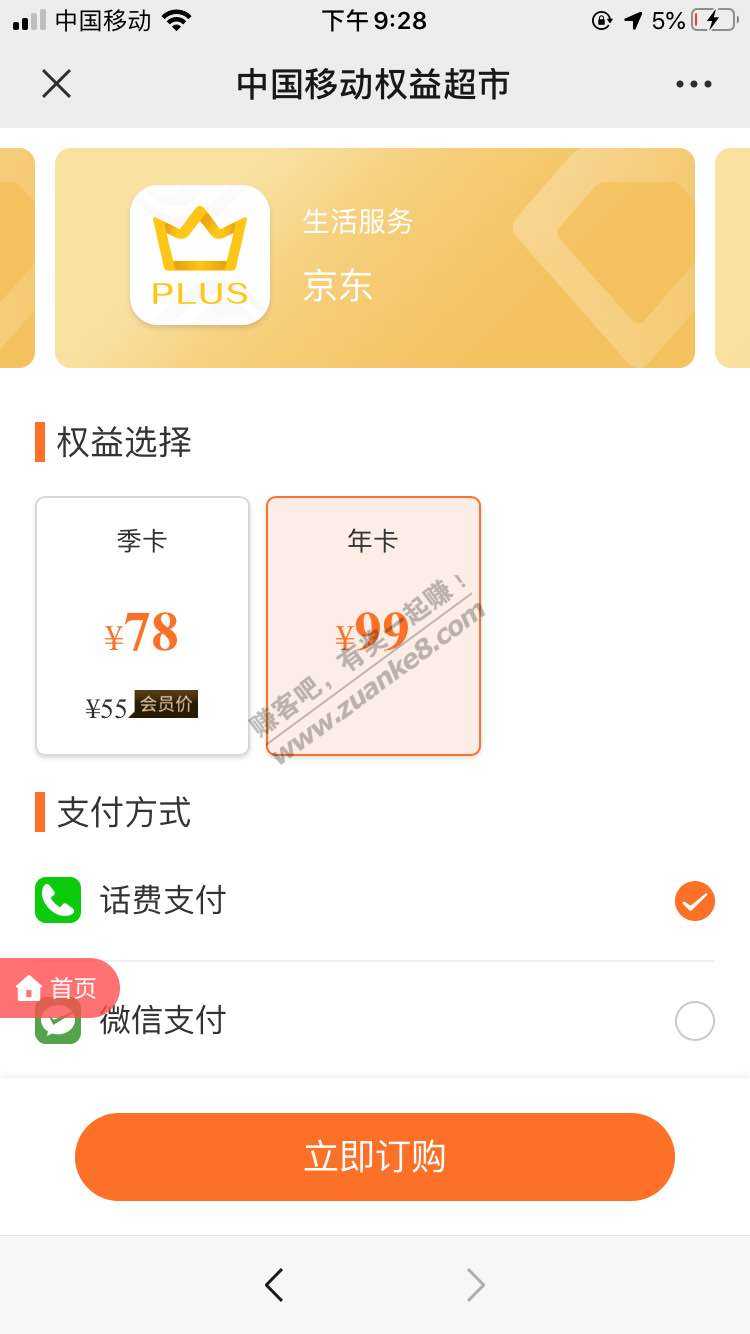 中国移动
下午9:28
5%
中国移动权益超市
PLUS
生活服务
京东
权益选择
季卡
年卡
¥78
¥99
¥55 会员价
赚客吧，有奖一起赚！
www.zuanke8.com
支付方式
话费支付
首页
微信支付
立即订购